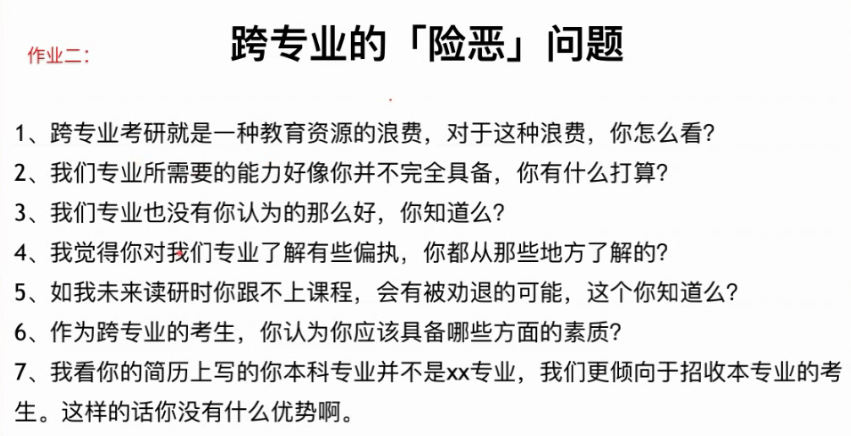 跨专业的「险恶」问题
作业二：
1、跨专业考研就是一种教育资源的浪费，对于这种浪费，你怎么看？
2、我们专业所需要的能力好像你并不完全具备，你有什么打算？
3、我们专业也没有你认为的那么好，你知道么？
4、我觉得你对我们专业了解有些偏执，你都从那些地方了解的？
5、如我未来读研时你跟不上课程，会有被劝退的可能，这个你知道么？
6、作为跨专业的考生，你认为你应该具备哪些方面的素质？
7、我看你的简历上写的你本科专业并不是xx专业，我们更倾向于招收本专业的考
生。这样的话你没有什么优势啊。